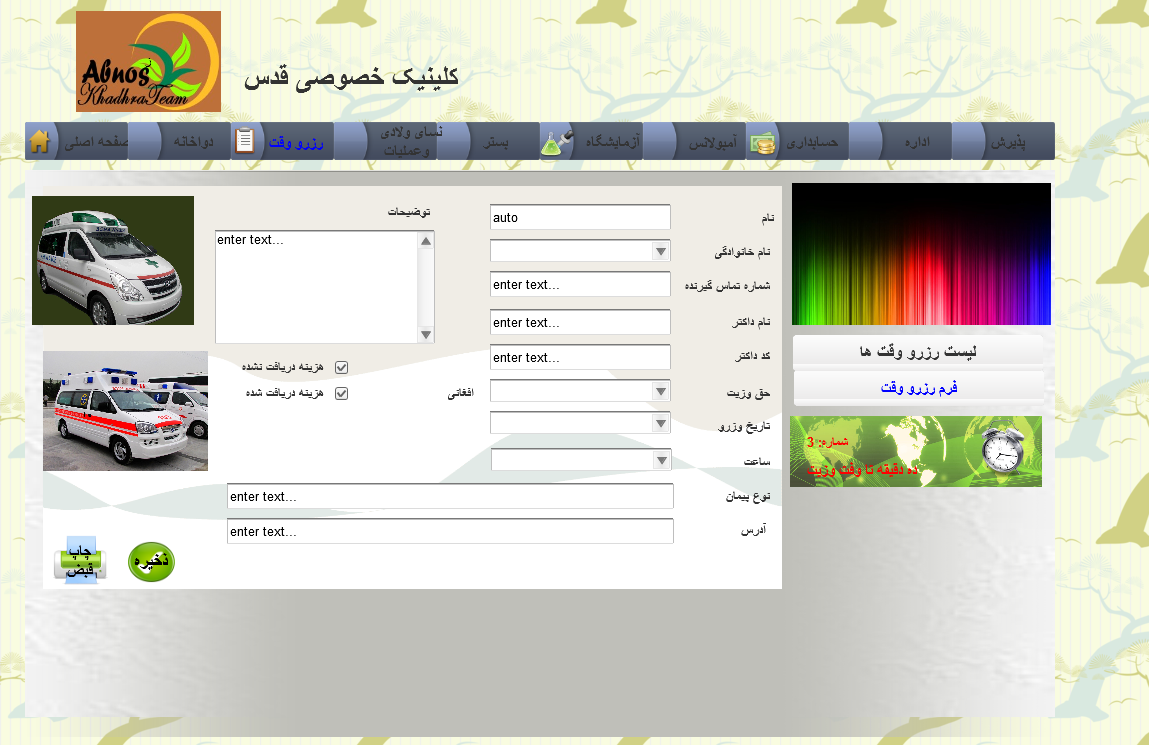 Abnos
Khadhra Team
کلینیک خصوصی قدس
پذیرش
اداره
حسابداری
آمبولانس
آزمایشگاه
بستر
نسای ولادی
وعملیات
رزرو وقت
دواخانه
صفحه اصلی
نام
auto
نام خانوادگی
شماره تماس گیرنده
enter text...
نام داکتر
enter text...
کد داکتر
enter text...
حق وزیت
افغانی
تاریخ وزرو
ساعت
نوع پیمان
enter text...
آدرس
enter text...
توضیحات
enter text...
هزینه دریافت نشده
هزینه دریافت شده
ذخیره
چاپ
قبض
لیست رزرو وقت ها
فرم رزرو وقت
شماره: 3
ده دقیقه تا وقت وزیت